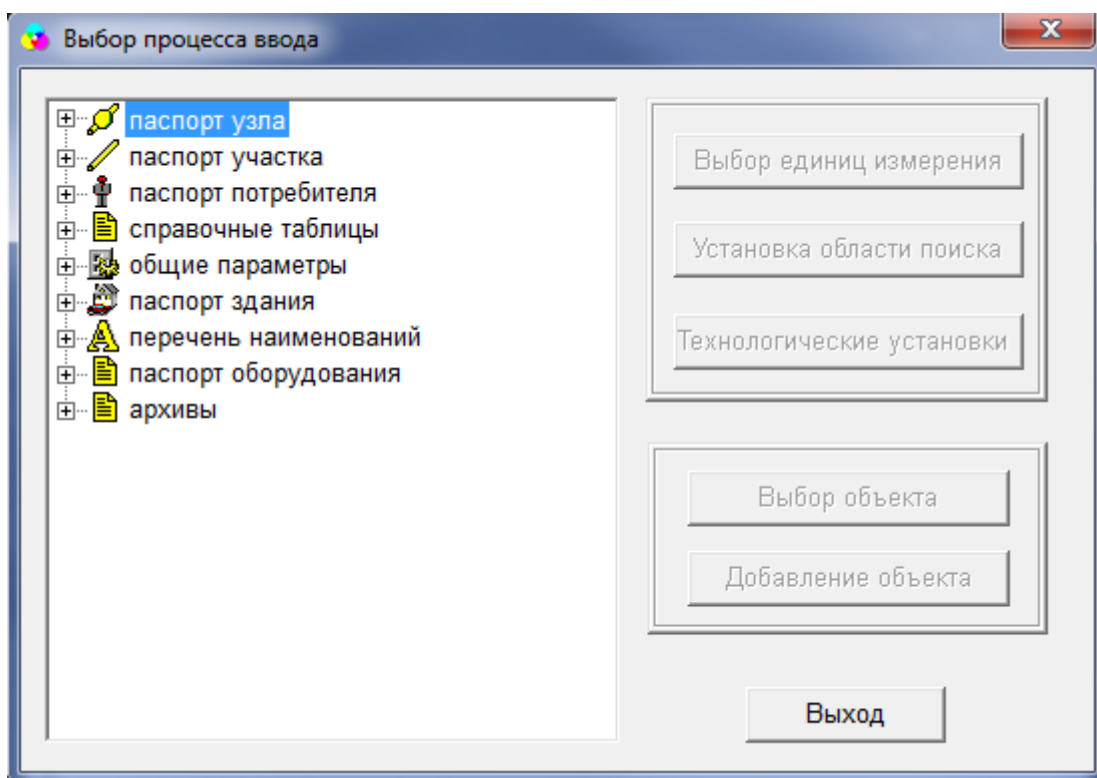 Выбор процесса ввода
паспорт узла
паспорт участка
паспорт потребителя
справочные таблицы
общие параметры
паспорт здания
перечень наименований
паспорт оборудования
архивы
Выбор единиц измерения
Установка области поиска
Технологические установки
Выбор объекта
Добавление объекта
Выход